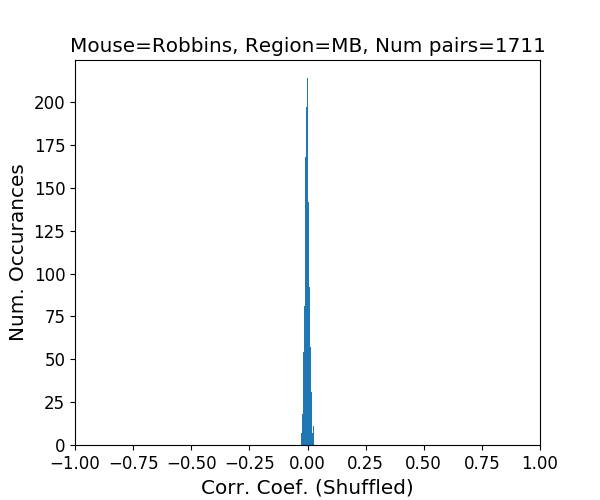 Mouse=Robbins, Region=MB, Num pairs=1711
Num. Occurances
200
175
150
125
100
75
50
25
0
−1.00 −0.75 −0.50 −0.25 0.00 0.25 0.50 0.75 1.00
Corr. Coef. (Shuffled)